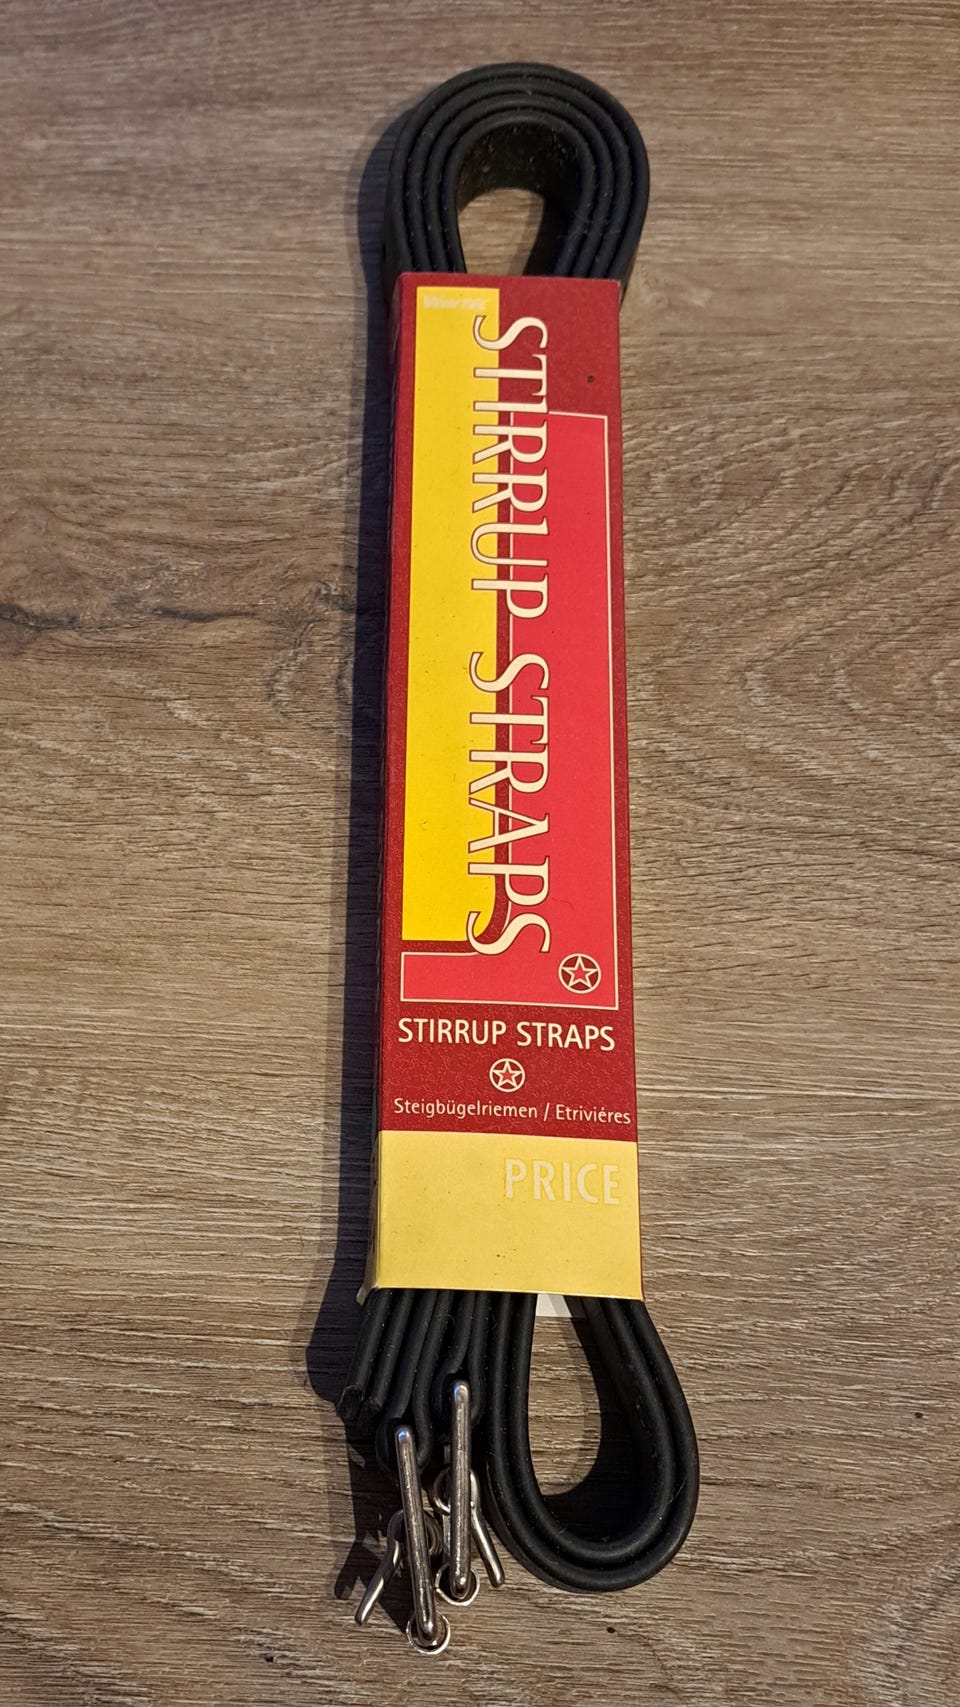 STIRRUP STRAPS
STIRRUP STRAPS
Steigbügelriemen / Etriviéres
PRICE